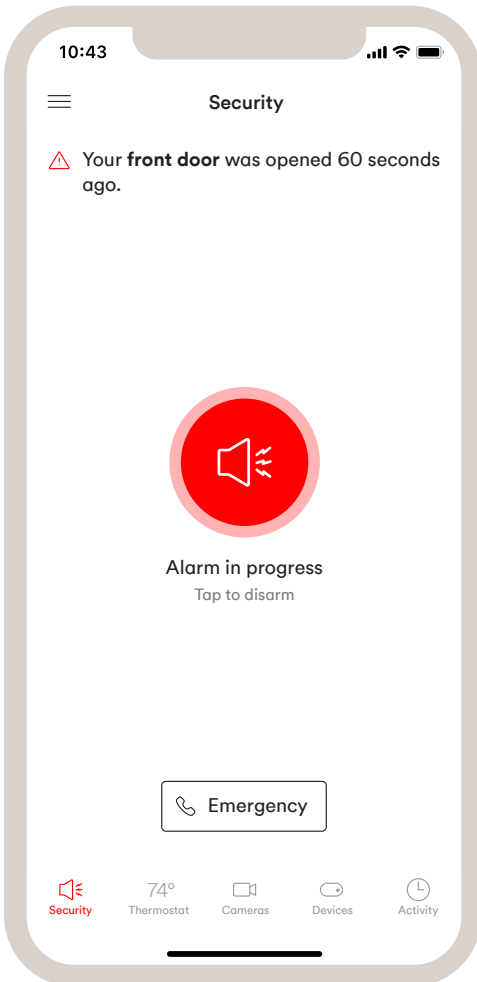 10:43
Security
Your front door was opened 60 seconds
ago.
Alarm in progress
Tap to disarm
Emergency
74°
Security
Thermostat
Cameras
Devices
Activity